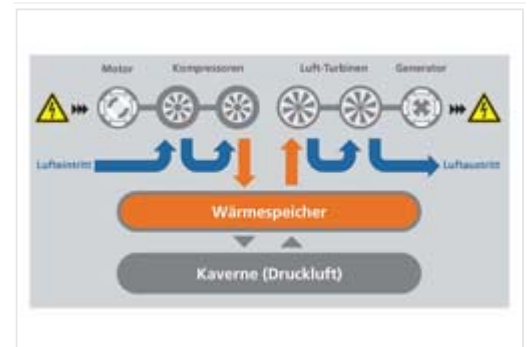 Motor Kompressoren Luft-Turbinen Generator
Lufteintritt Luftaustritt
Wärmespeicher
Kaverne (Druckluft)